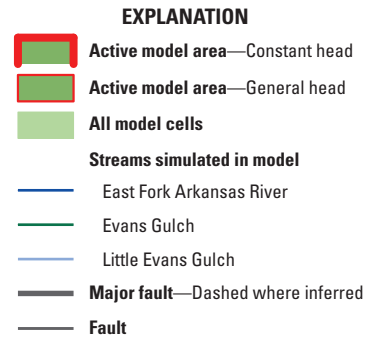 EXPLANATION
Active model area—Constant head
Active model area—General head
All model cells
Streams simulated in model
East Fork Arkansas River
Evans Gulch
Little Evans Gulch
Major fault—Dashed where inferred
Fault